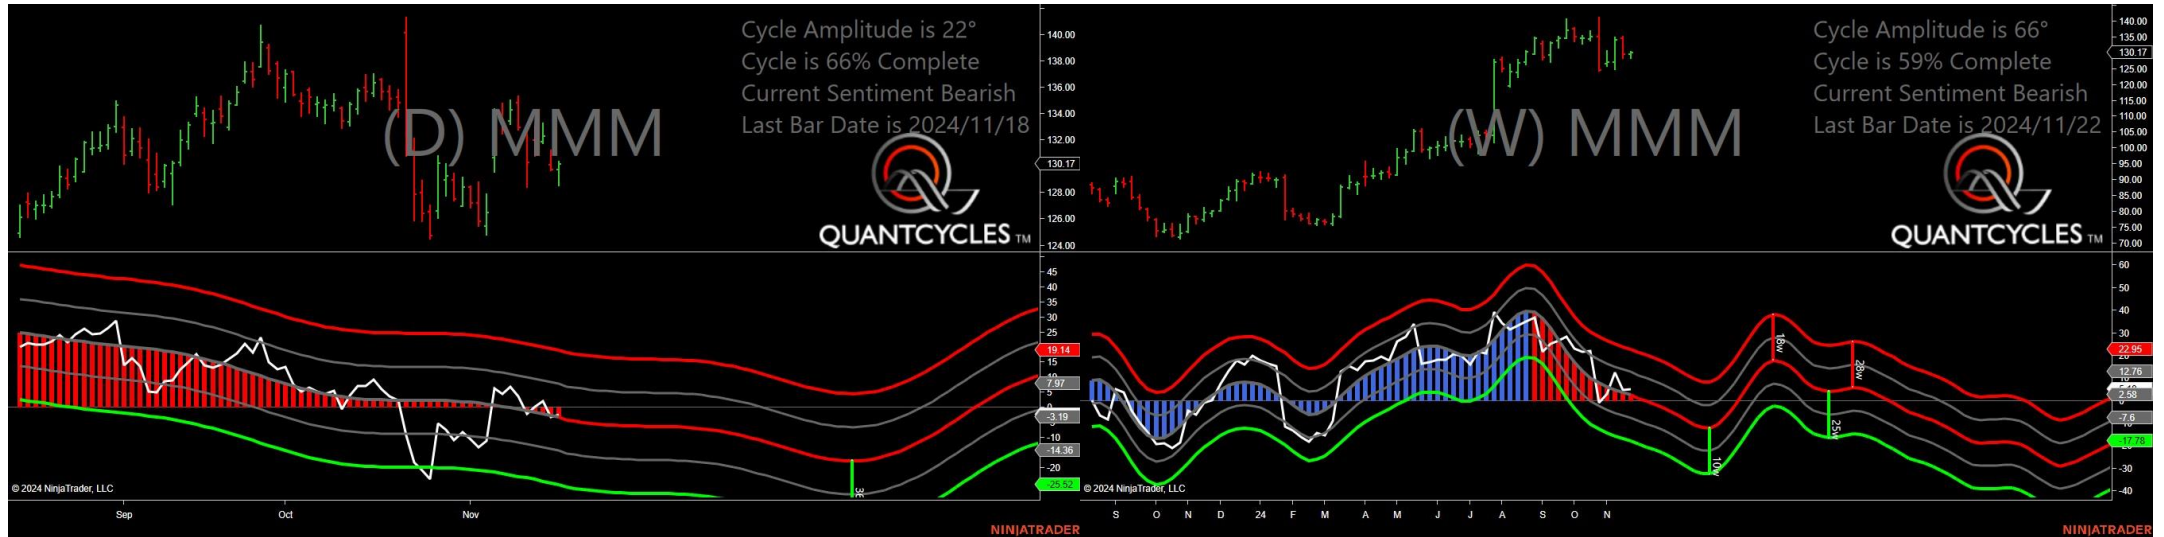 Cycle Amplitude is 22°
Cycle is 66% Complete
Current Sentiment Bearish
Last Bar Date is 2024/11/18
(D) MMM
QUANTCYCLES TM
140.00
138.00
136.00
134.00
132.00
130.17
128.00
126.00
124.00
45
40
35
30
25
19.14
7.97
-3.19
-10
-14.36
-20
-25.52
© 2024 NinjaTrader, LLC
Sep
Oct
Nov
NINJATRADER
Cycle Amplitude is 66°
Cycle is 59% Complete
Current Sentiment Bearish
Last Bar Date is 2024/11/22
(W) MMM
QUANTCYCLES TM
140.00
135.00
130.17
125.00
120.00
115.00
110.00
105.00
100.00
95.00
90.00
85.00
80.00
75.00
70.00
60
50
40
30
22.95
12.76
2.58
-7.6
-17.78
-30
-40
18w
28w
25w
10w
© 2024 NinjaTrader, LLC
S O N D 24 F M A M J J A S O N
NINJATRADER